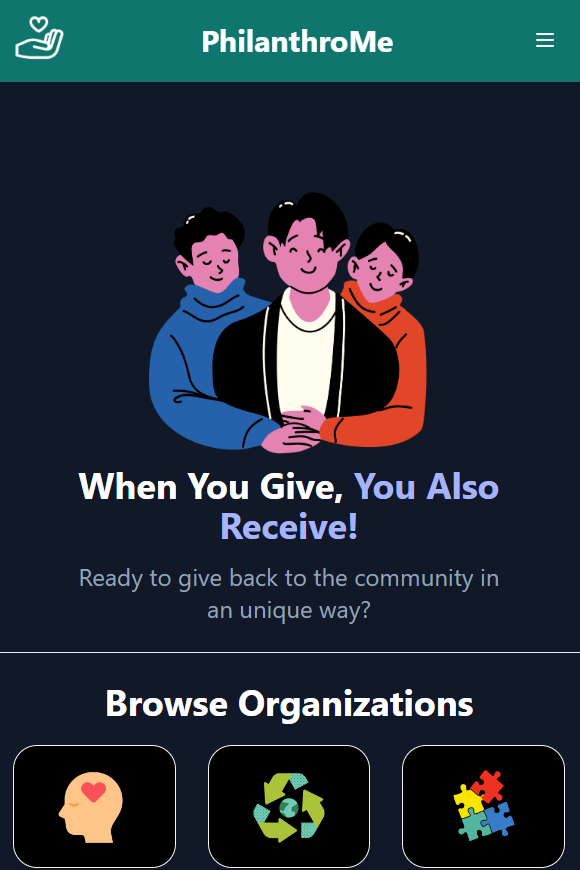 PhilanthroMe
When You Give, You Also
Receive!
Ready to give back to the community in
an unique way?
Browse Organizations